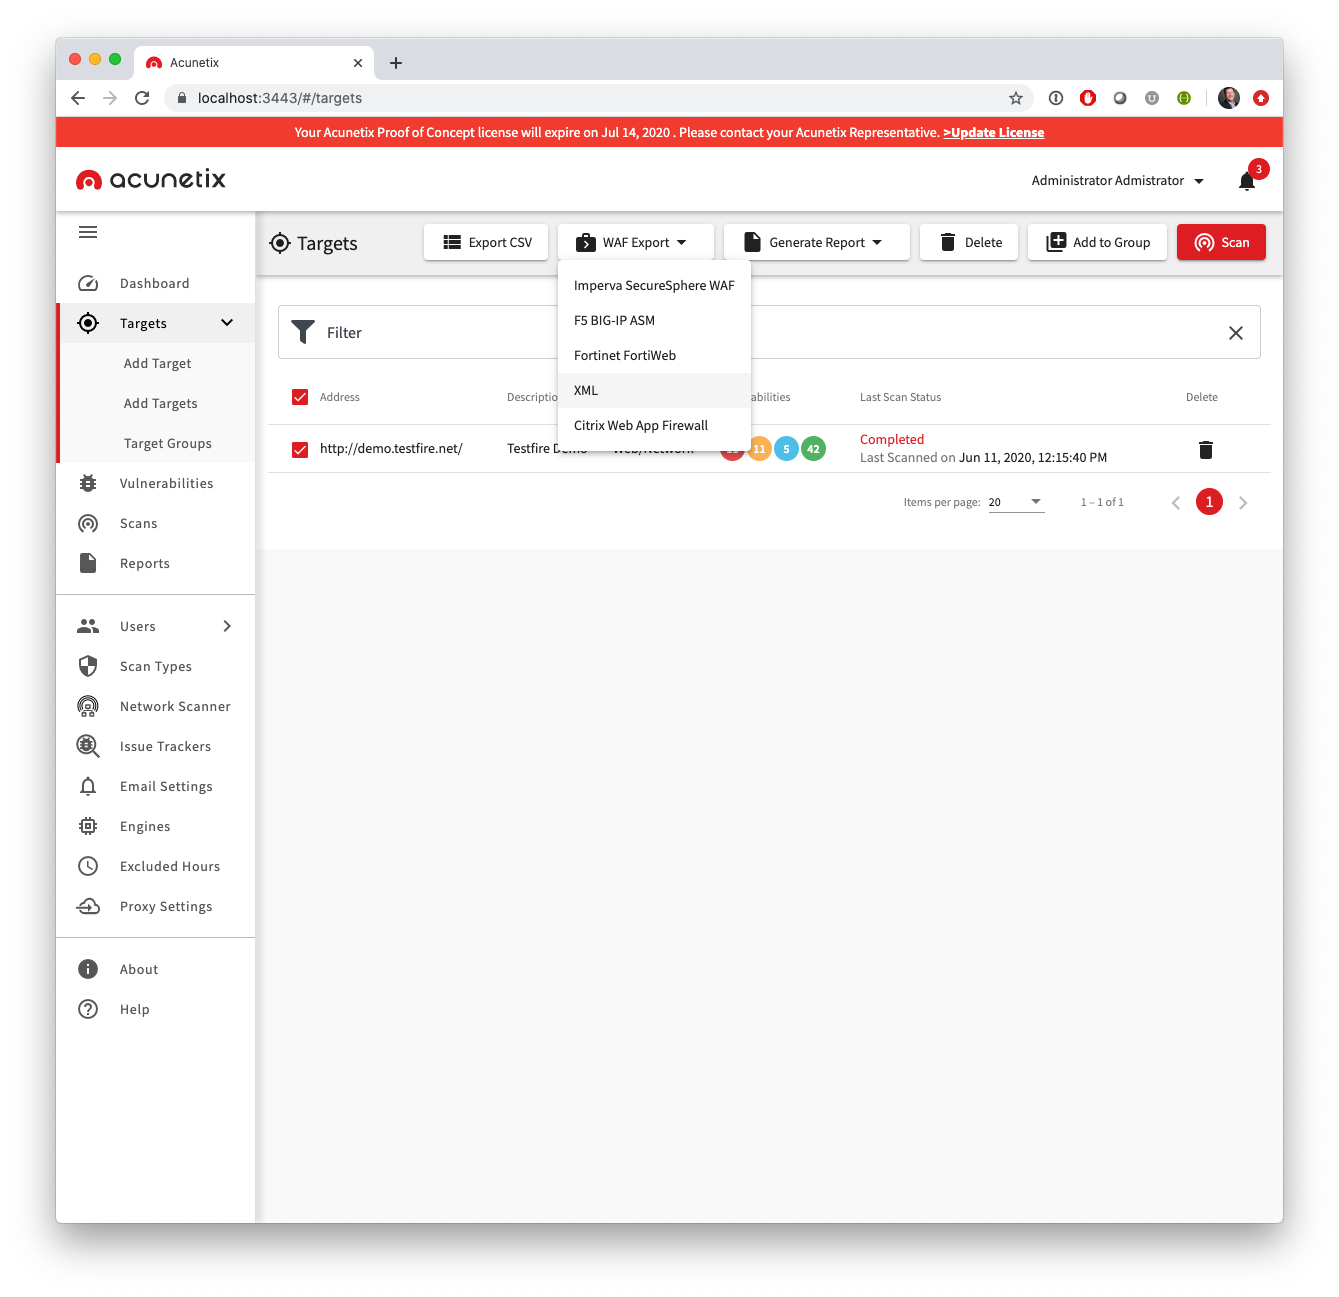 Acunetix
localhost:3443/#/targets
Your Acunetix Proof of Concept license will expire on Jul 14, 2020 . Please contact your Acunetix Representative. >Update License
acunetix
Administrator Admistrator
3
Targets
Export CSV
WAF Export
Generate Report
Delete
Add to Group
Scan
Imperva SecureSphere WAF
F5 BIG-IP ASM
Fortinet FortiWeb
XML
Citrix Web App Firewall
Dashboard
Targets
Add Target
Add Targets
Target Groups
Vulnerabilities
Scans
Reports
Users
Scan Types
Network Scanner
Issue Trackers
Email Settings
Engines
Excluded Hours
Proxy Settings
About
Help
Filter
Address
Last Scan Status
Delete
http://demo.testfire.net/
Testfire
11
5
42
Completed
Last Scanned on Jun 11, 2020, 12:15:40 PM
Items per page: 20
1 – 1 of 1
1